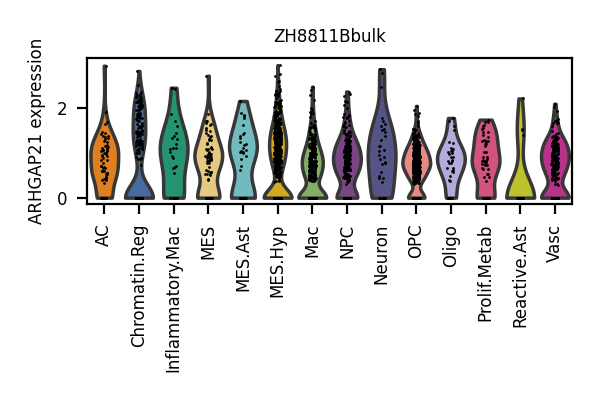 ZH8811Bbulk
ARHGAP21 expression
2
0
AC
Chromatin.Reg
Inflammatory.Mac
MES
MES.Ast
MES.Hyp
Mac
NPC
Neuron
OPC
Oligo
Prolif.Metab
Reactive.Ast
Vasc